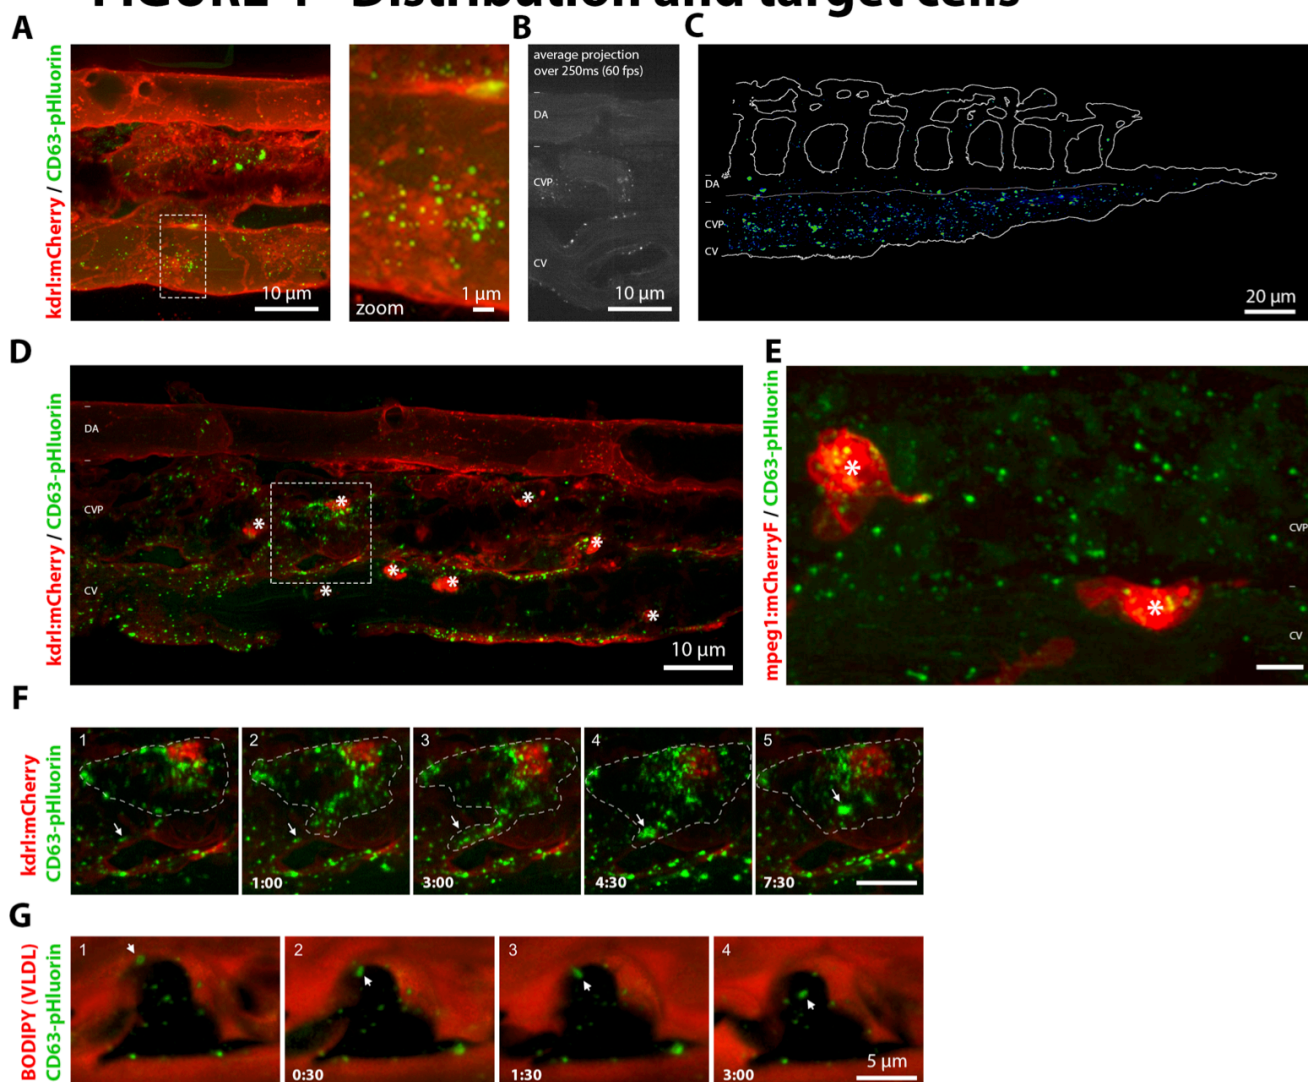 FIGURE 4 Distribution and target cells
A
B
C
kdrl:mCherry / CD63-pHluorin
10 µm
zoom
1 µm
average projection
over 250ms (60 fps)
DA
CVP
CV
10 µm
DA
CVP
CV
20 µm
D
E
kdrl:mCherry / CD63-pHluorin
DA
CVP
CV
* * * * * * * *
10 µm
mpeg1:mCherryF / CD63-pHluorin
* *
CVP
CV
F
kdrl:mCherry
CD63-pHluorin
1
2
1:00
3
3:00
4
4:30
5
7:30
G
BODIPY (VLDL)
CD63-pHluorin
1
2
0:30
3
1:30
4
3:00
5 µm